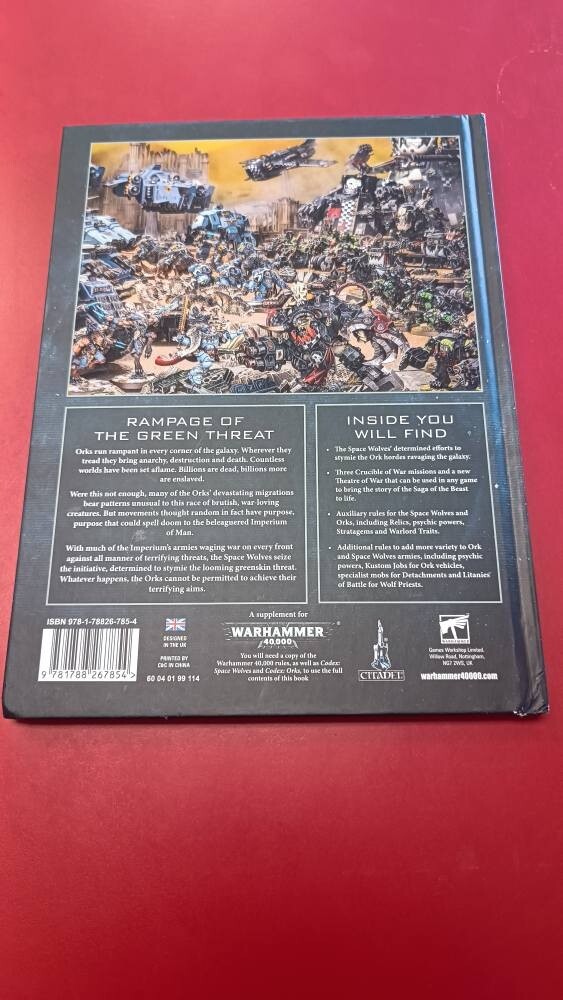 RAMPAGE OF
THE GREEN THREAT
Orks run rampant in every corner of the galaxy. Wherever they
tread they bring anarchy, destruction and death. Countless
worlds have been set aflame. Billions are dead, billions more
are enslaved.
Were this not enough, many of the Orks' devastating migrations
bear patterns unusual to this race of brutish, war-loving
creatures. But movements thought random in fact have purpose,
purpose that could spell doom to the beleaguered Imperium
of Man.
With much of the Imperium's armies waging war on every front
against all manner of terrifying threats, the Space Wolves seize
the initiative, determined to stymie the looming greenskin threat.
Whatever happens, the Orks cannot be permitted to achieve their
terrifying aims.
INSIDE YOU
WILL FIND
• The Space Wolves' determined efforts to
stymie the Ork hordes ravaging the galaxy.
• Three Crucible of War missions and a new
Theatre of War that can be used in any game
to bring the story of the Saga of the Beast
to life.
• Auxiliary rules for the Space Wolves and
Orks, including Relics, psychic powers,
Stratagems and Warlord Traits.
• Additional rules to add more variety to Ork
and Space Wolves armies, including psychic
powers, Kustom Jobs for Ork vehicles,
specialist mobs for Detachments and Litanies
of Battle for Wolf Priests.
ISBN 978-1-78826-785-4
9 781788 267854 >
DESIGNED
IN THE UK
PRINTED BY
C&C IN CHINA
60 04 01 99 114
A supplement for
WARHAMMER
40,000
You will need a copy of the
Warhammer 40,000 rules, as well as Codex:
Space Wolves and Codex: Orks, to use the full
contents of this book
CITADEL
WARHAMMER
Games Workshop Limited,
Willow Road, Nottingham,
NG7 2WS, UK
warhammer40000.com